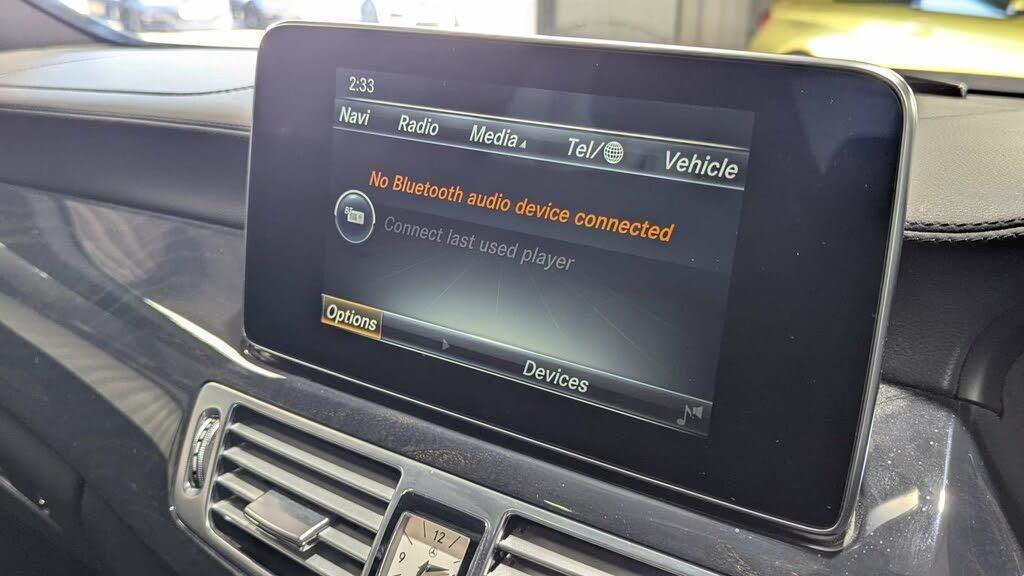 2:33
Navi Radio Media Tel/ Vehicle
No Bluetooth audio device connected
Connect last used player
Options Devices
12
9